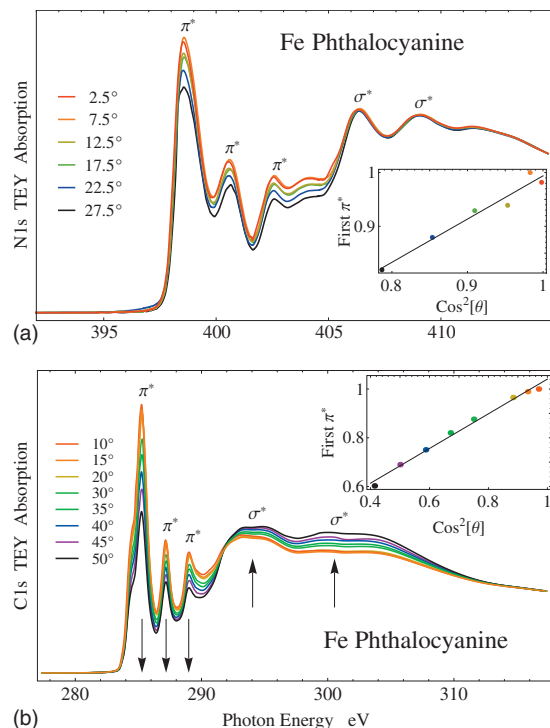 π*
Fe Phthalocyanine
2.5°
7.5°
12.5°
17.5°
22.5°
27.5°
π*
π*
σ*
σ*
N1s TEY Absorption
First π*
1
0.9
0.8
0.9
1
Cos²[θ]
395
400
405
410
(a)
π*
10°
15°
20°
30°
35°
40°
45°
50°
π*
π*
σ*
σ*
C1s TEY Absorption
First π*
1
0.8
0.6
0.4
0.6
0.8
1
Cos²[θ]
Fe Phthalocyanine
280
290
300
310
(b)
Photon Energy eV